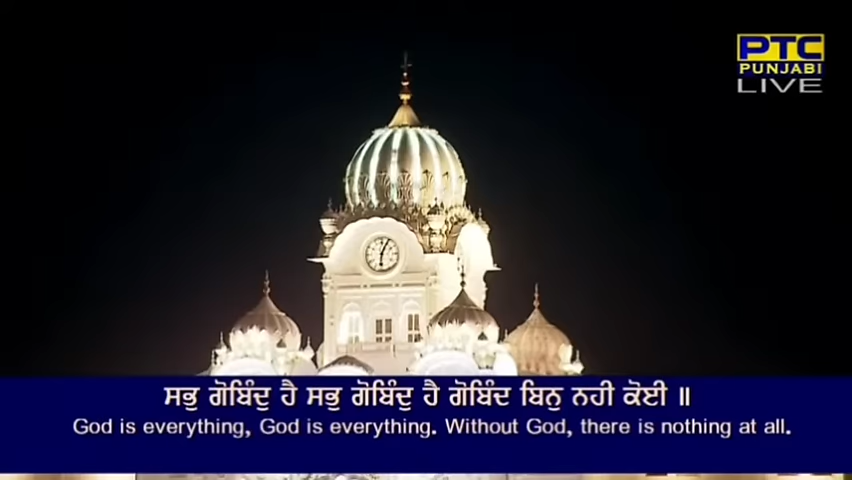 PTC
PUNJABI
LIVE
ਸਭੁ ਗੋਬਿੰਦੁ ਹੈ ਸਭੁ ਗੋਬਿੰਦੁ ਹੈ ਗੋਬਿੰਦ ਬਿਨੁ ਨਹੀ ਕੋਈ ॥
God is everything, God is everything. Without God, there is nothing at all.